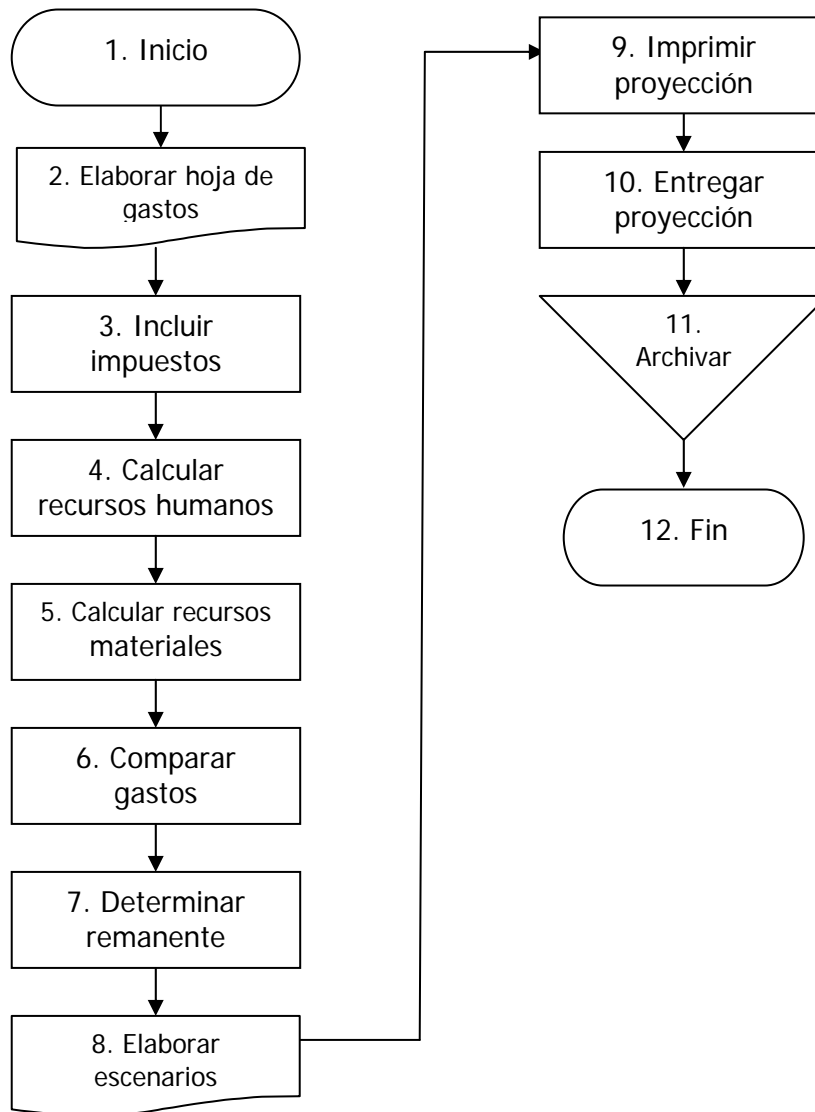 1. Inicio
2. Elaborar hoja de
gastos
3. Incluir
impuestos
4. Calcular
recursos humanos
5. Calcular recursos
materiales
6. Comparar
gastos
7. Determinar
remanente
8. Elaborar
escenarios
9. Imprimir
proyección
10. Entregar
proyección
11.
Archivar
12. Fin